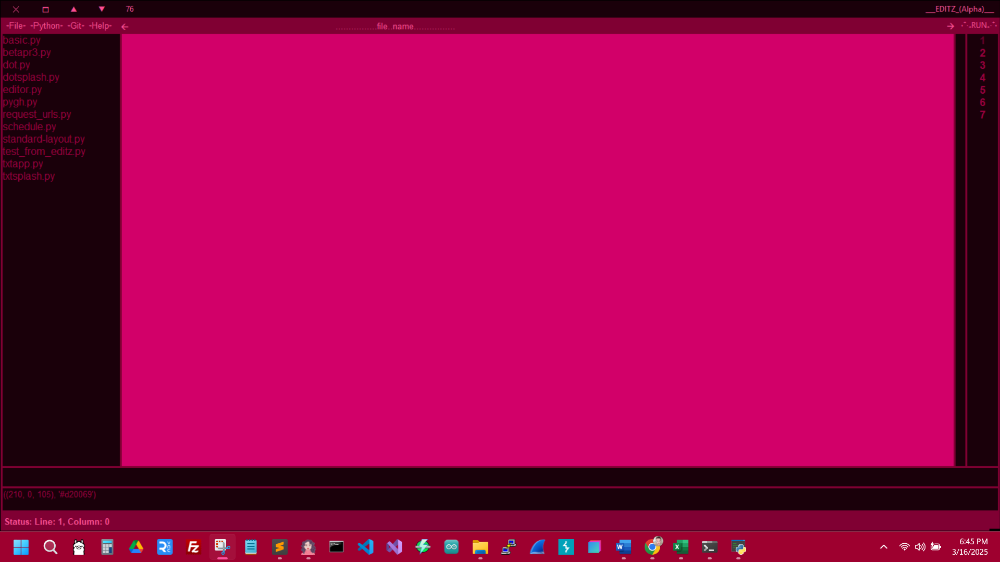 76
___EDITZ_(Alpha)___
-File- -Python- -Git- -Help-
file_name
.RUN.
basic.py
betapr3.py
dot.py
dotsplash.py
editor.py
pygh.py
request_urls.py
schedule.py
standard-layout.py
test_from_editz.py
txtapp.py
txtsplash.py
1
2
3
4
5
6
7
((210, 0, 105), '#d20069')
Status: Line: 1, Column: 0
6:45 PM
3/16/2025